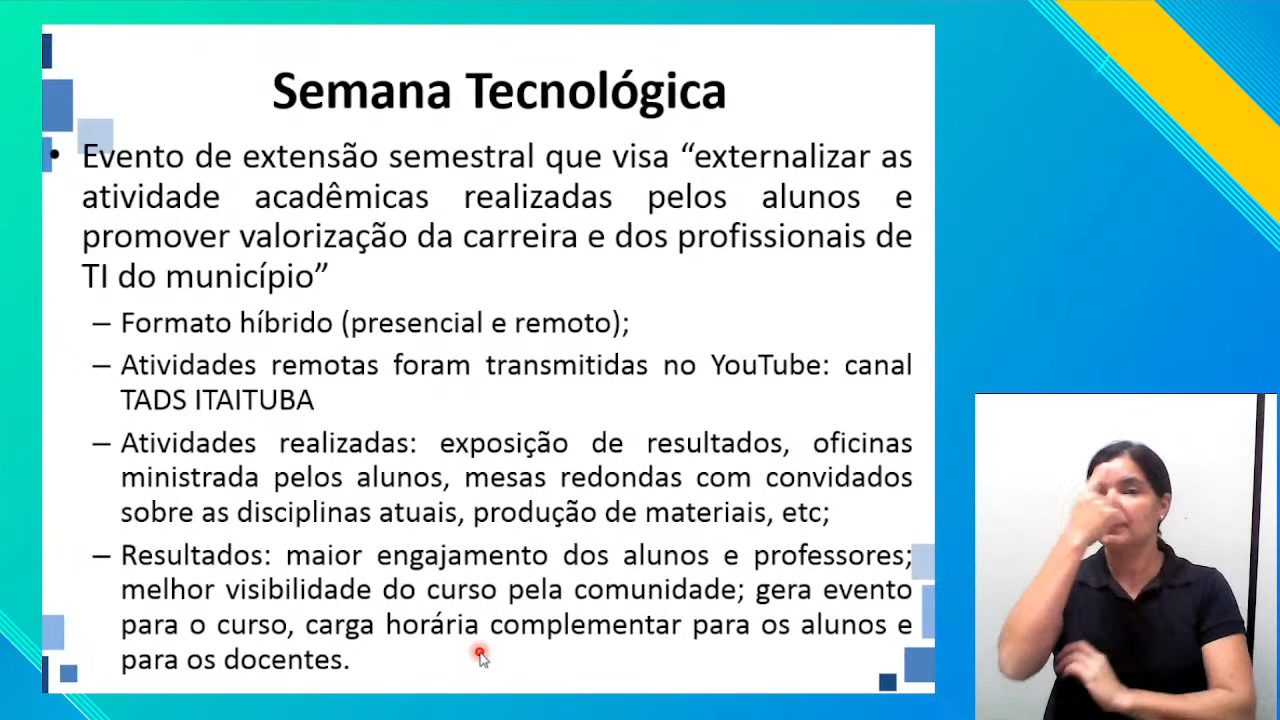 Semana Tecnológica
• Evento de extensão semestral que visa “externalizar as
atividade acadêmicas realizadas pelos alunos e
promover valorização da carreira e dos profissionais de
TI do município”
– Formato híbrido (presencial e remoto);
– Atividades remotas foram transmitidas no YouTube: canal
TADS ITAITUBA
– Atividades realizadas: exposição de resultados, oficinas
ministrada pelos alunos, mesas redondas com convidados
sobre as disciplinas atuais, produção de materiais, etc;
– Resultados: maior engajamento dos alunos e professores;
melhor visibilidade do curso pela comunidade; gera evento
para o curso, carga horária complementar para os alunos e
para os docentes.